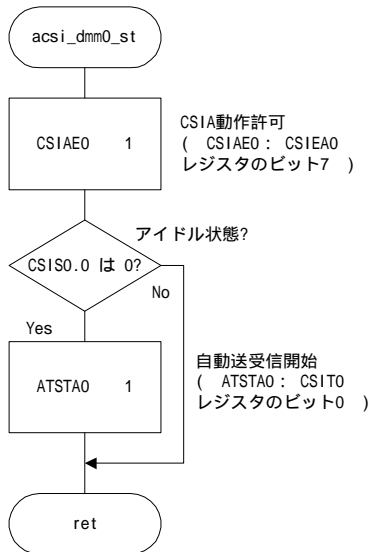 acsi_dmm0_st
CSIAE0 1
CSIA動作許可
( CSIAE0 : CSIEA0
レジスタのビット7 )
アイドル状態?
CSIS0.0 は 0?
No
Yes
ATSTA0 1
自動送受信開始
( ATSTA0 : CSIT0
レジスタのビット0 )
ret